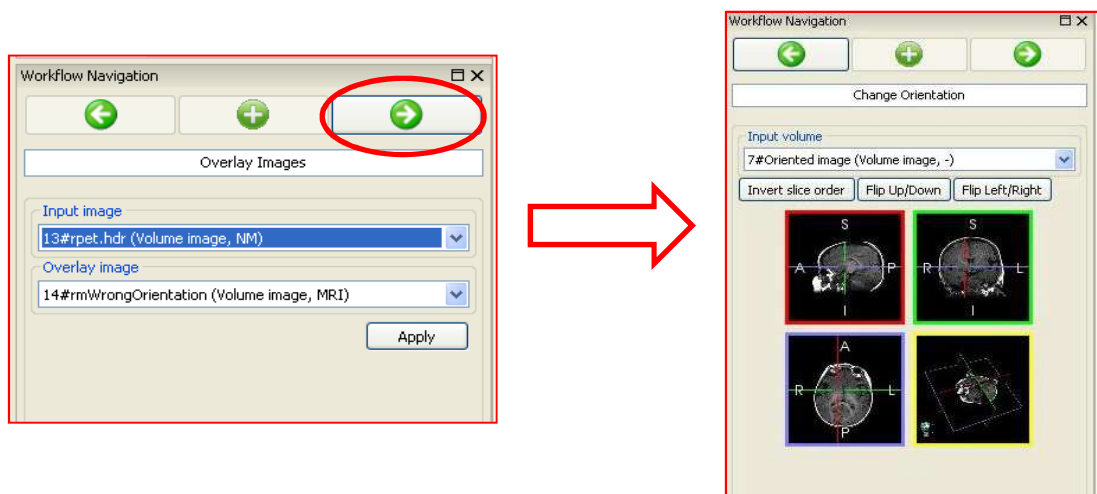 Workflow Navigation
Overlay Images
Input image
13#rpet.hdr (Volume image, NM)
Overlay image
14#rmWrongOrientation (Volume image, MRI)
Apply
Workflow Navigation
Change Orientation
Input volume
7#Oriented image (Volume image, -)
Invert slice order Flip Up/Down Flip Left/Right
S S
A P R L
I I
A
R L
P